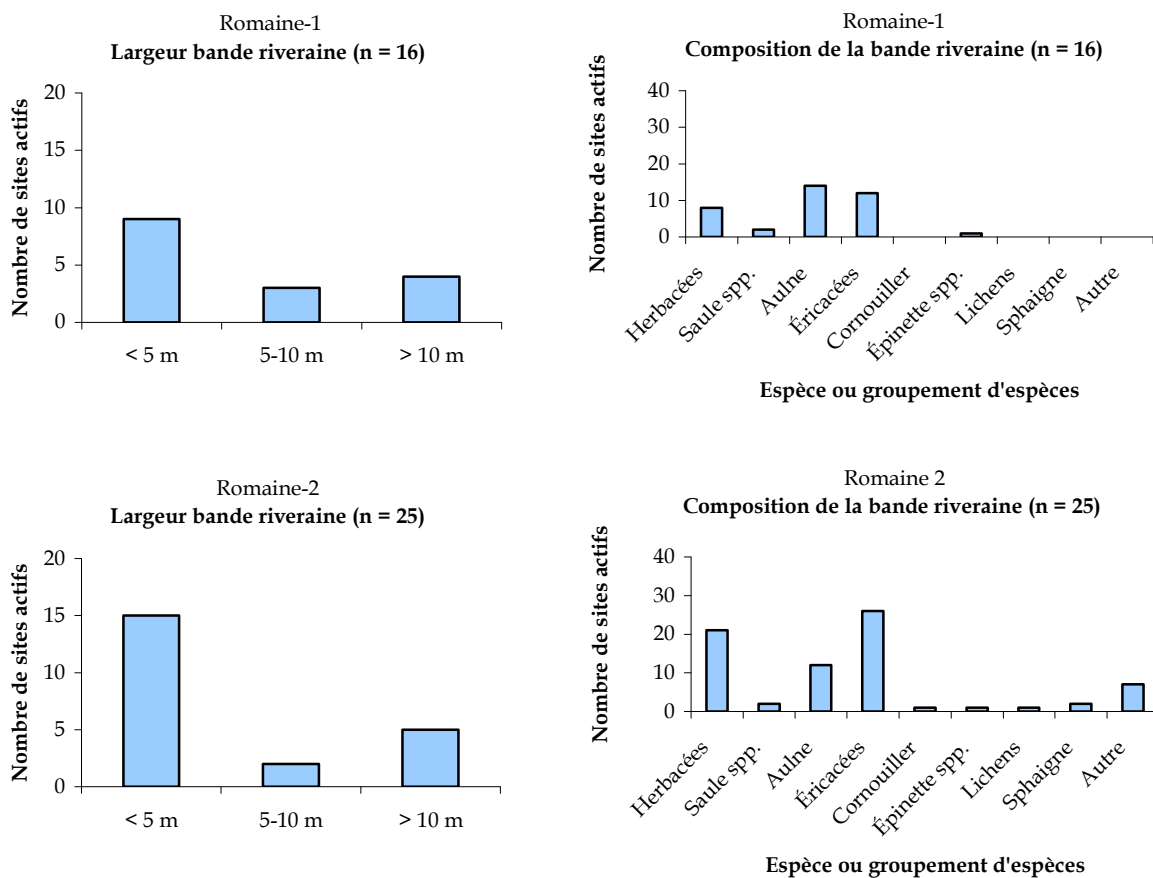 Romaine-1
Largeur bande riveraine (n = 16)
Nombre de sites actifs
20
15
10
5
0
< 5 m
5-10 m
> 10 m
Romaine-1
Composition de la bande riveraine (n = 16)
Nombre de sites actifs
40
30
20
10
0
Herbacées
Saule spp.
Aulne
Éricacées
Cornouiller
Épinette spp.
Lichens
Sphaigne
Autre
Espèce ou groupement d'espèces
Romaine-2
Largeur bande riveraine (n = 25)
Nombre de sites actifs
20
15
10
5
0
< 5 m
5-10 m
> 10 m
Romaine 2
Composition de la bande riveraine (n = 25)
Nombre de sites actifs
40
30
20
10
0
Herbacées
Saule spp.
Aulne
Éricacées
Cornouiller
Épinette spp.
Lichens
Sphaigne
Autre
Espèce ou groupement d'espèces